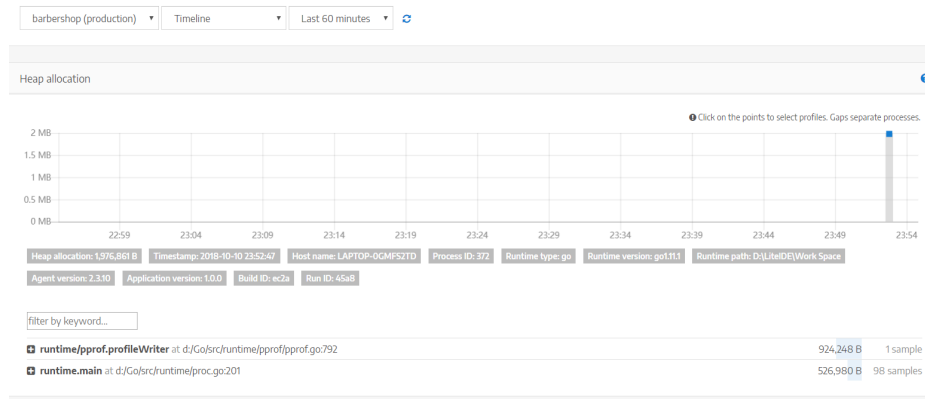 barbershop (production) Timeline Last 60 minutes
Heap allocation
Click on the points to select profiles. Gaps separate processes.
2 MB
1.5 MB
1 MB
0.5 MB
0 MB
22:59 23:04 23:09 23:14 23:19 23:24 23:29 23:34 23:39 23:44 23:49 23:54
Heap allocation: 1,976,861 B Timestamp: 2018-10-10 23:52:47 Host name: LAPTOP-0GMF52TD Process ID: 372 Runtime type: go Runtime version: go1.11.1 Runtime path: D:\LiteIDE\Work Space
Agent version: 2.3.10 Application version: 1.0.0 Build ID: ec2a Run ID: 45a8
filter by keyword...
runtime/pprof.profileWriter at d:/Go/src/runtime/pprof/pprof.go:792 924,248 B 1 sample
runtime.main at d:/Go/src/runtime/proc.go:201 526,980 B 98 samples